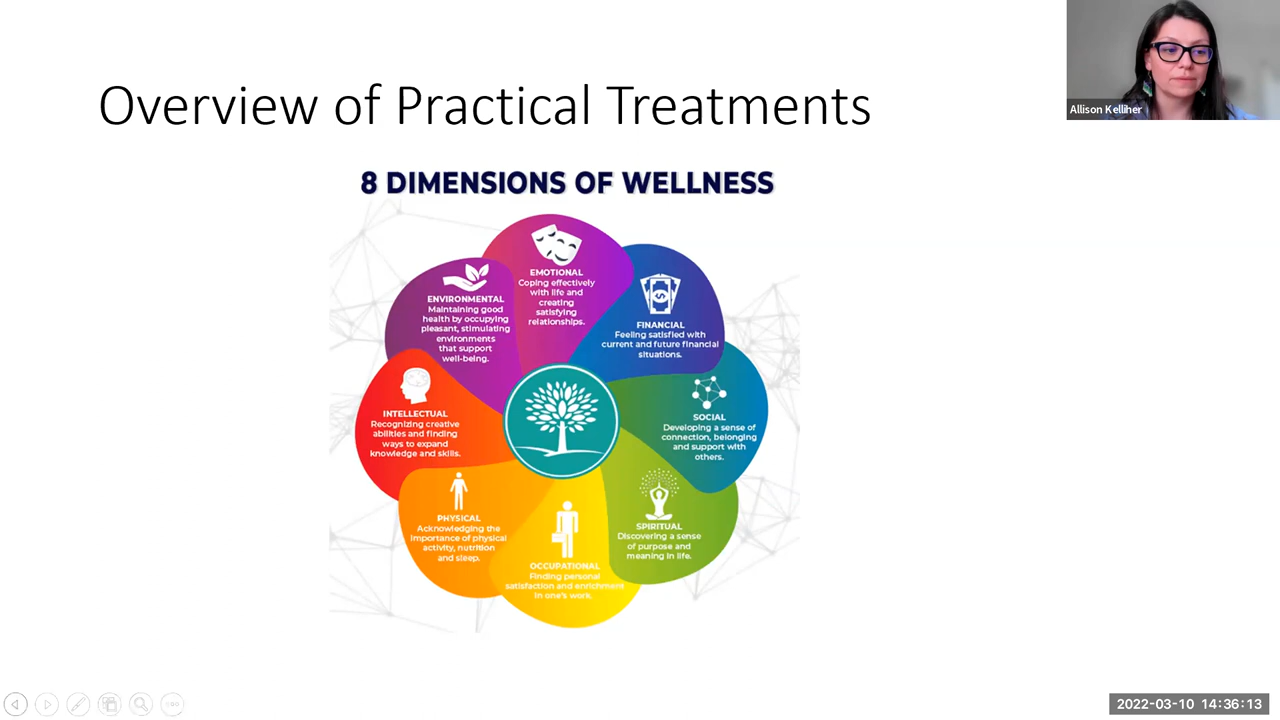 Overview of Practical Treatments
Allison Kelliher
8 DIMENSIONS OF WELLNESS
EMOTIONAL
Coping effectively
with life and
creating
satisfying
relationships.
FINANCIAL
Feeling satisfied with
current and future financial
situations.
SOCIAL
Developing a sense of
connection, belonging
and support with
others.
SPIRITUAL
Discovering a sense
of purpose and
meaning in life.
OCCUPATIONAL
Finding personal
satisfaction and enrichment
in one's work.
PHYSICAL
Acknowledging the
importance of physical
activity, nutrition
and sleep.
INTELLECTUAL
Recognizing creative
abilities and finding
ways to expand
knowledge and skills.
ENVIRONMENTAL
Maintaining good
health by occupying
pleasant, stimulating
environments
that support
well-being.
2022-03-10 14:36:13